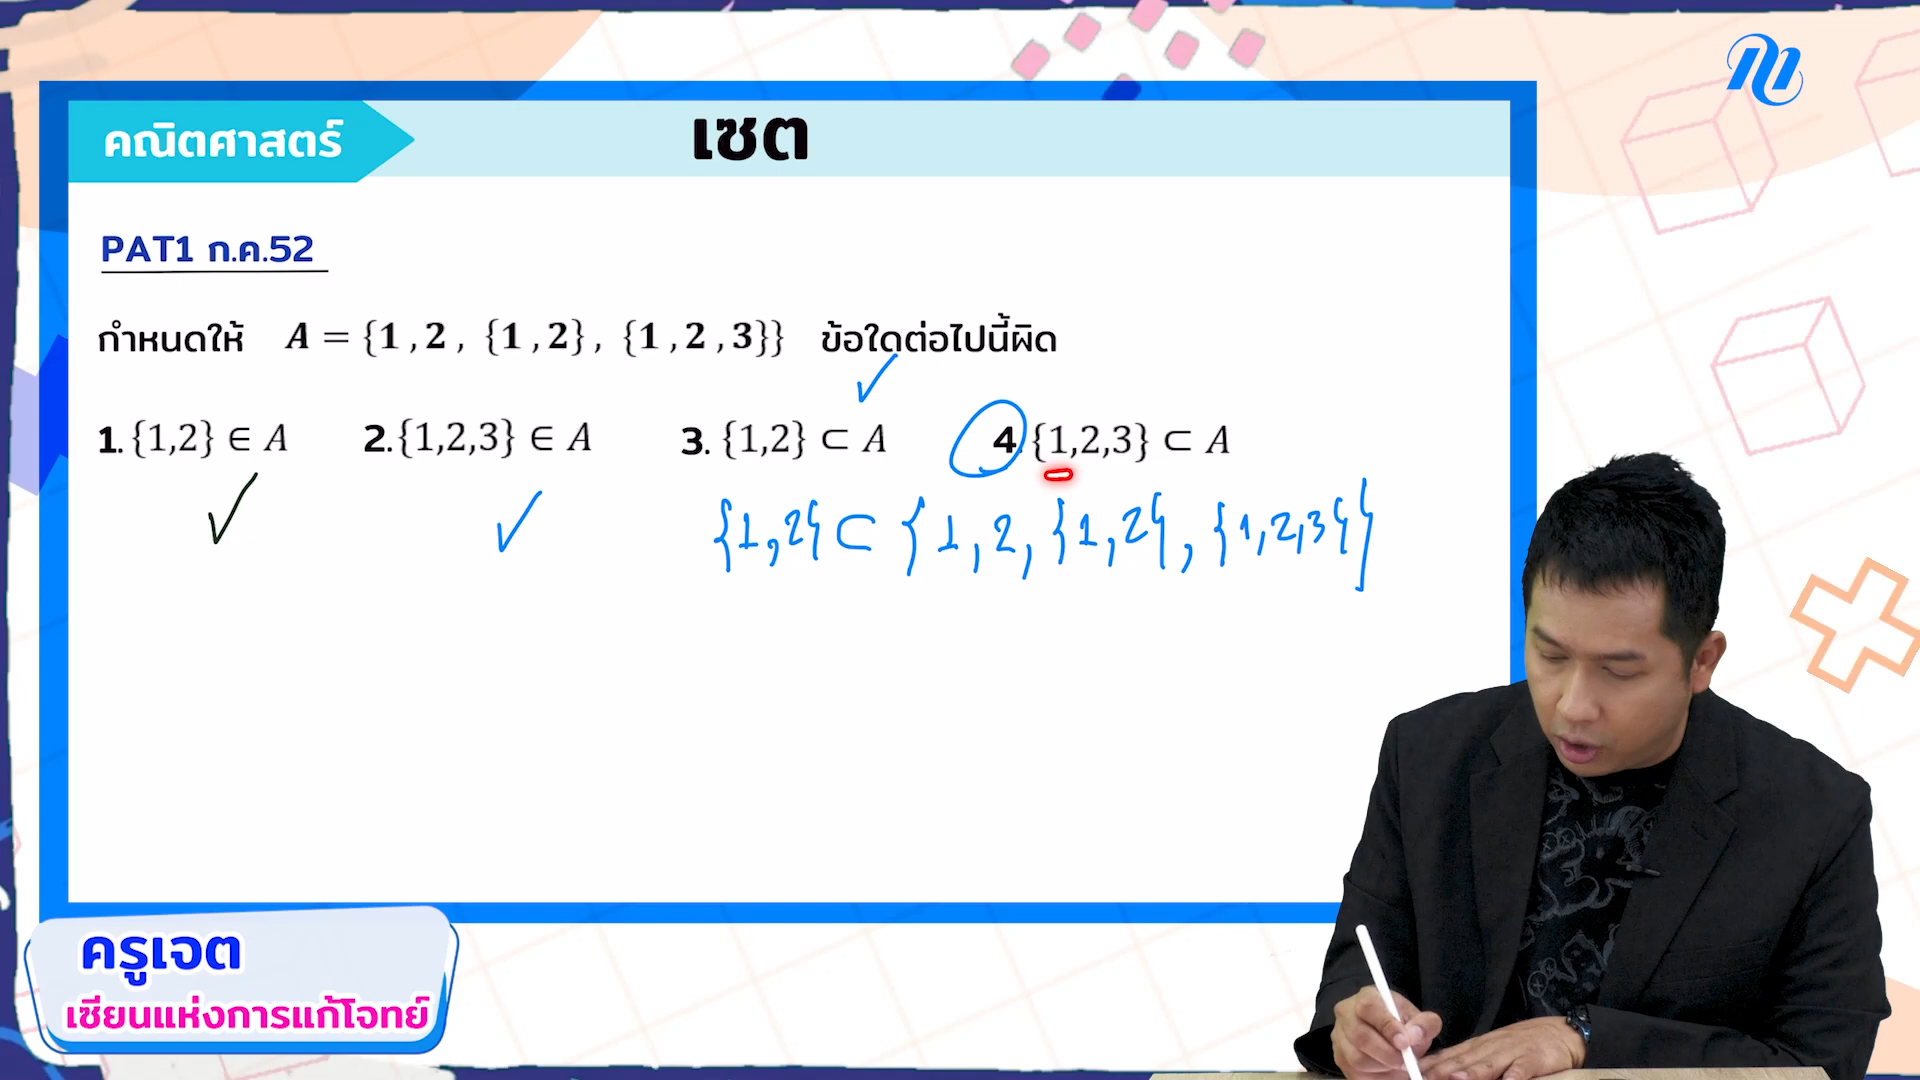 คณิตศาสตร์
เซต
PAT1 ก.ค.52
กำหนดให้ A = {1 , 2 , {1 , 2} , {1 , 2 , 3}} ข้อใดต่อไปนี้ผิด
1. {1,2} ∈ A 2. {1,2,3} ∈ A 3. {1,2} ⊂ A 4. {1,2,3} ⊂ A
{1,2} ⊂ {1, 2, {1,2}, {1,2,3}}
ครูเจต
เซียนแห่งการแก้โจทย์